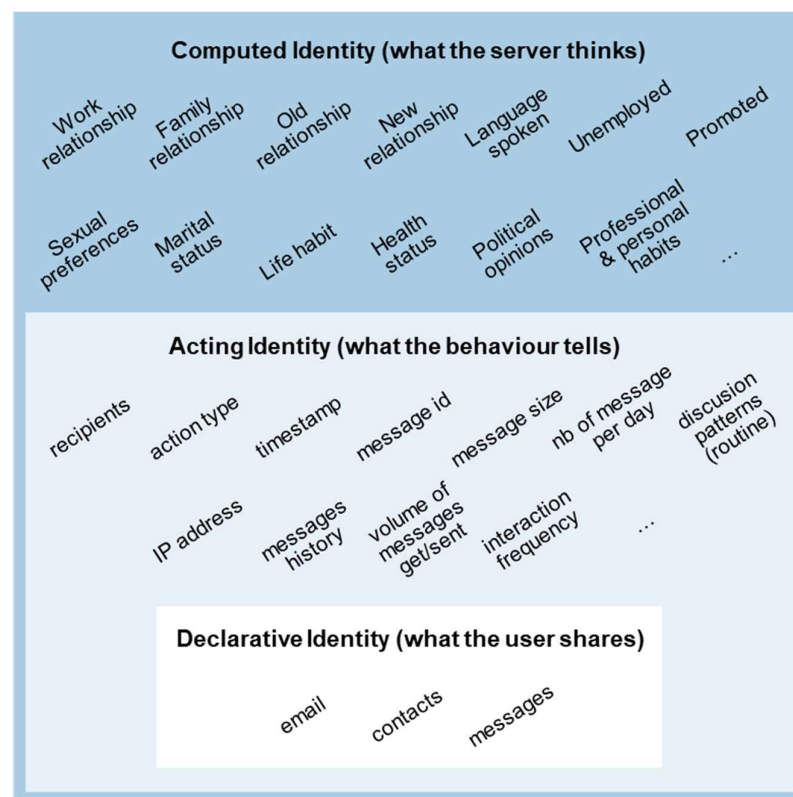 Computed Identity (what the server thinks)
Work
relationship
Family
relationship
Old
relationship
New
relationship
Language
spoken
Unemployed
Promoted
Sexual
preferences
Marital
status
Life habit
Health
status
Political
opinions
Professional
& personal
habits
...
Acting Identity (what the behaviour tells)
recipients
action type
timestamp
message id
message size
nb of message
per day
discusion
patterns
(routine)
IP address
messages
history
volume of
messages
get/sent
interaction
frequency
...
Declarative Identity (what the user shares)
email
contacts
messages